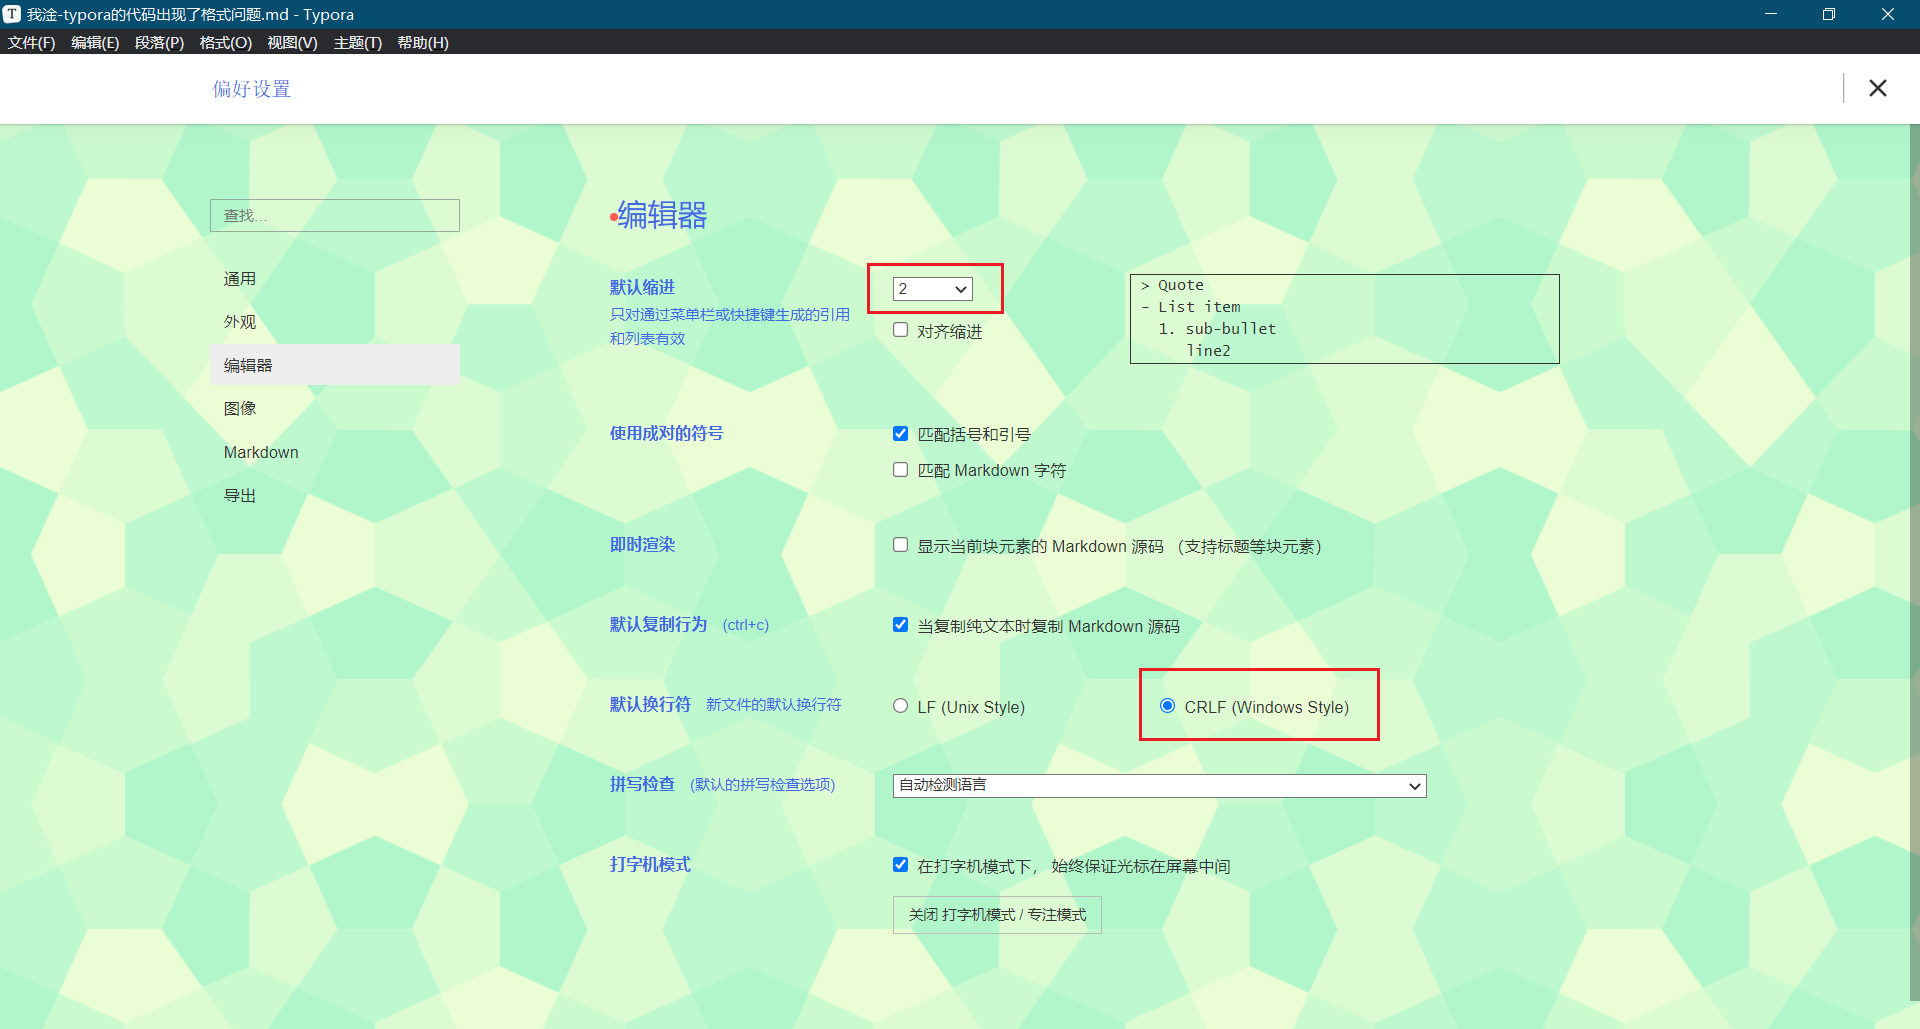 我淦-typora的代码出现了格式问题.md - Typora
文件(F) 编辑(E) 段落(P) 格式(O) 视图(V) 主题(T) 帮助(H)
偏好设置
查找...
通用
外观
编辑器
图像
Markdown
导出
编辑器
默认缩进
只对通过菜单栏或快捷键生成的引用
和列表有效
2
对齐缩进
> Quote
- List item
1. sub-bullet
line2
使用成对的符号
匹配括号和引号
匹配 Markdown 字符
即时渲染
显示当前块元素的 Markdown 源码 （支持标题等块元素）
默认复制行为 (ctrl+c)
当复制纯文本时复制 Markdown 源码
默认换行符 新文件的默认换行符
LF (Unix Style)
CRLF (Windows Style)
拼写检查 (默认的拼写检查选项)
自动检测语言
打字机模式
在打字机模式下， 始终保证光标在屏幕中间
关闭 打字机模式 / 专注模式